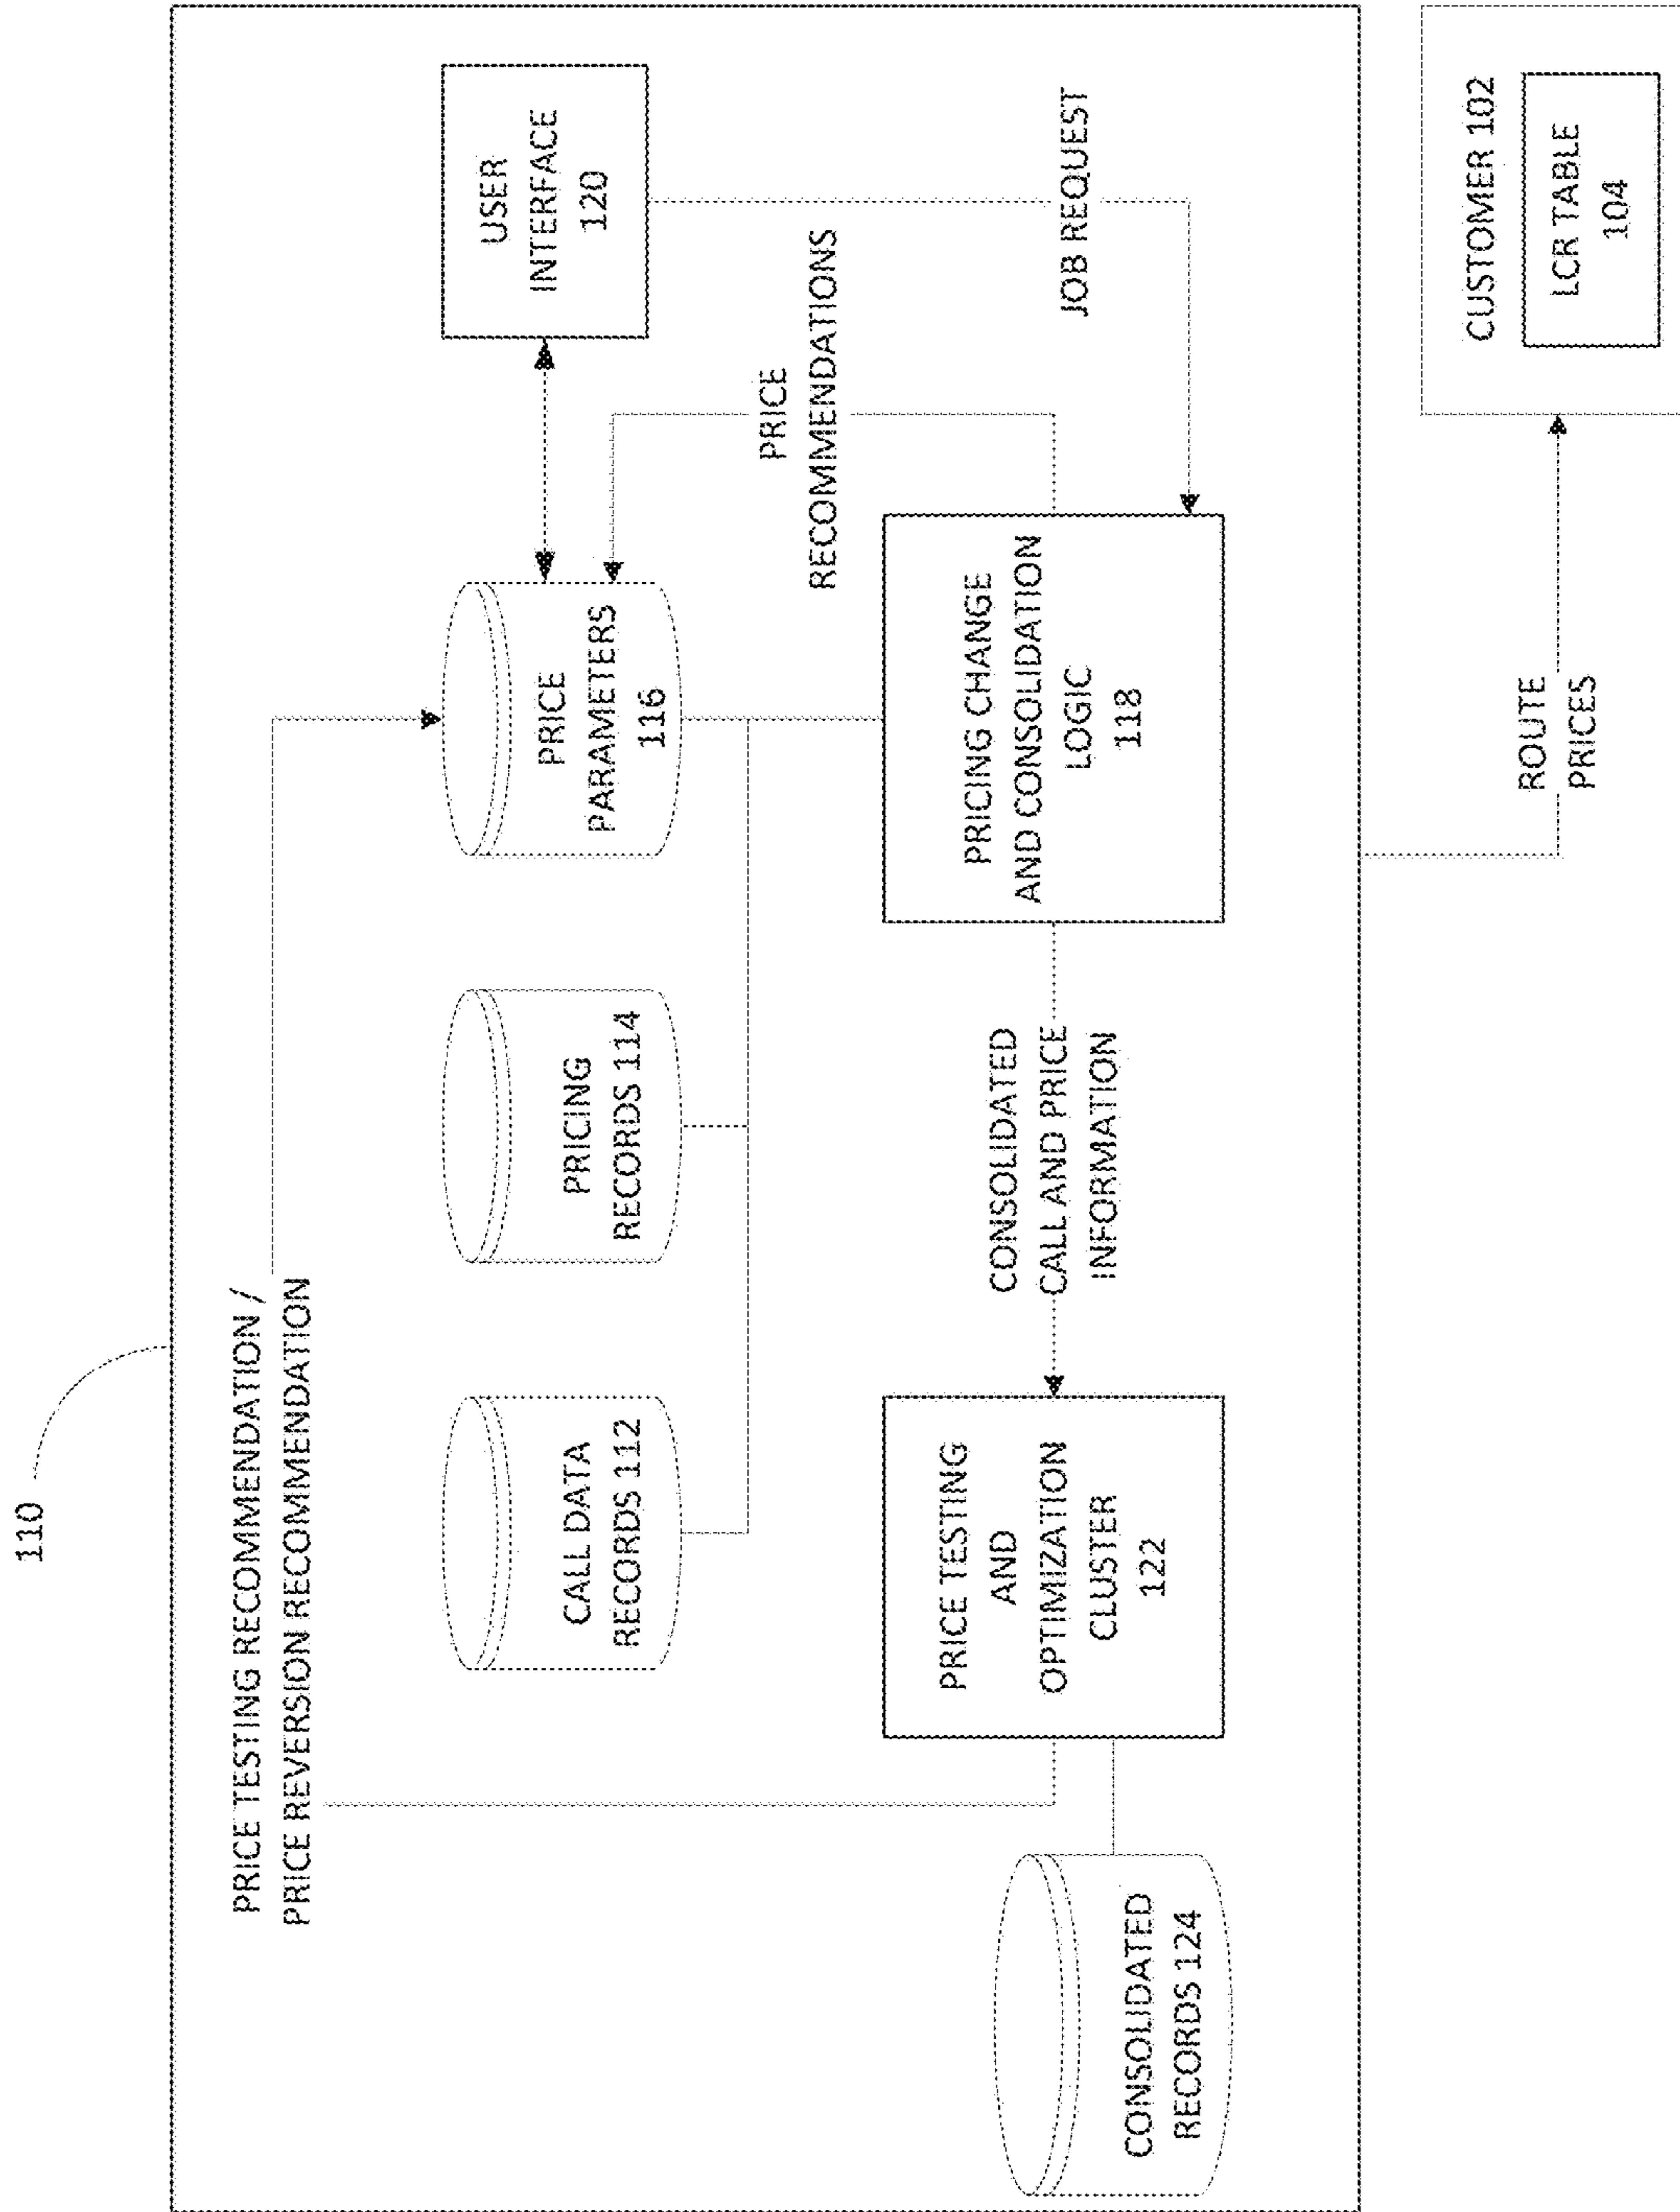 110
PRICE TESTING RECOMMENDATION /
PRICE REVERSION RECOMMENDATION
CALL DATA
RECORDS 112
PRICING
RECORDS 114
PRICE
PARAMETERS
116
USER
INTERFACE
120
PRICE
RECOMMENDATIONS
JOB REQUEST
CONSOLIDATED
RECORDS 124
PRICE TESTING
AND
OPTIMIZATION
CLUSTER
122
CONSOLIDATED
CALL AND PRICE
INFORMATION
PRICING CHANGE
AND CONSOLIDATION
LOGIC
118
ROUTE
PRICES
CUSTOMER 102
LCR TABLE
104